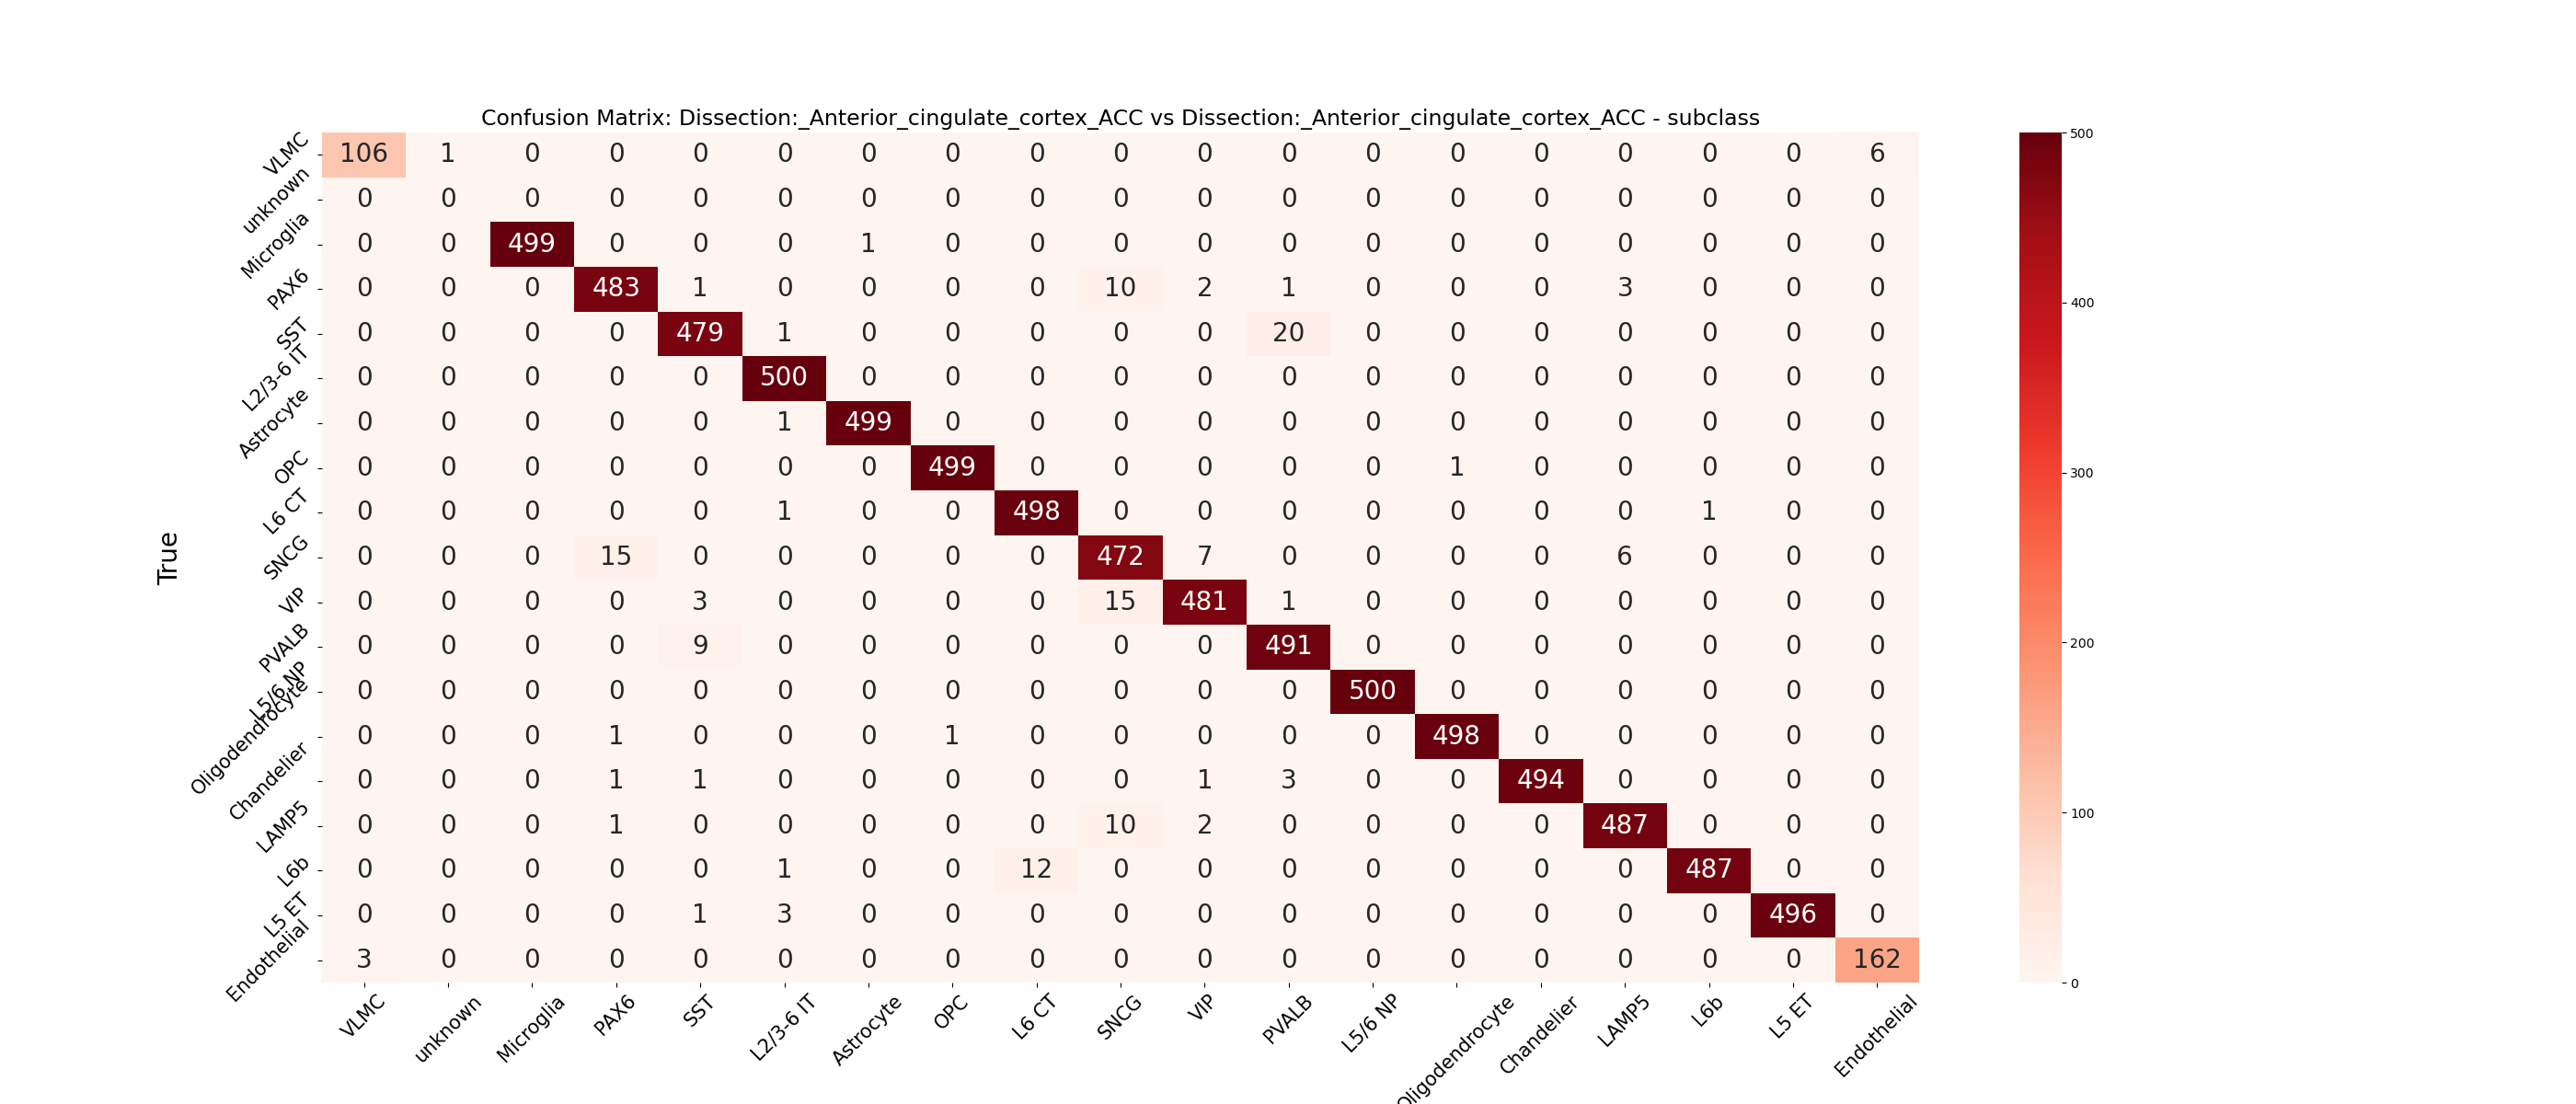 Confusion Matrix: Dissection:_Anterior_cingulate_cortex_ACC vs Dissection:_Anterior_cingulate_cortex_ACC - subclass
True
VLMC 106 1 0 0 0 0 0 0 0 0 0 0 0 0 0 0 0 0 6
unknown 0 0 0 0 0 0 0 0 0 0 0 0 0 0 0 0 0 0 0
Microglia 0 0 499 0 0 0 1 0 0 0 0 0 0 0 0 0 0 0 0
PAX6 0 0 0 483 1 0 0 0 0 10 2 1 0 0 0 3 0 0 0
SST 0 0 0 0 479 1 0 0 0 0 0 20 0 0 0 0 0 0 0
L2/3-6 IT 0 0 0 0 0 500 0 0 0 0 0 0 0 0 0 0 0 0 0
Astrocyte 0 0 0 0 0 1 499 0 0 0 0 0 0 0 0 0 0 0 0
OPC 0 0 0 0 0 0 0 499 0 0 0 0 0 1 0 0 0 0 0
L6 CT 0 0 0 0 0 1 0 0 498 0 0 0 0 0 0 0 1 0 0
SNCG 0 0 0 15 0 0 0 0 0 472 7 0 0 0 0 6 0 0 0
VIP 0 0 0 0 3 0 0 0 0 15 481 1 0 0 0 0 0 0 0
PVALB 0 0 0 0 9 0 0 0 0 0 0 491 0 0 0 0 0 0 0
L5/6 NP 0 0 0 0 0 0 0 0 0 0 0 0 500 0 0 0 0 0 0
Oligodendrocyte 0 0 0 1 0 0 0 1 0 0 0 0 0 498 0 0 0 0 0
Chandelier 0 0 0 1 1 0 0 0 0 0 1 3 0 0 494 0 0 0 0
LAMP5 0 0 0 1 0 0 0 0 0 10 2 0 0 0 0 487 0 0 0
L6b 0 0 0 0 0 1 0 0 12 0 0 0 0 0 0 0 487 0 0
L5 ET 0 0 0 0 1 3 0 0 0 0 0 0 0 0 0 0 0 496 0
Endothelial 3 0 0 0 0 0 0 0 0 0 0 0 0 0 0 0 0 0 162
VLMC unknown Microglia PAX6 SST L2/3-6 IT Astrocyte OPC L6 CT SNCG VIP PVALB L5/6 NP Oligodendrocyte Chandelier LAMP5 L6b L5 ET Endothelial
500
400
300
200
100
0